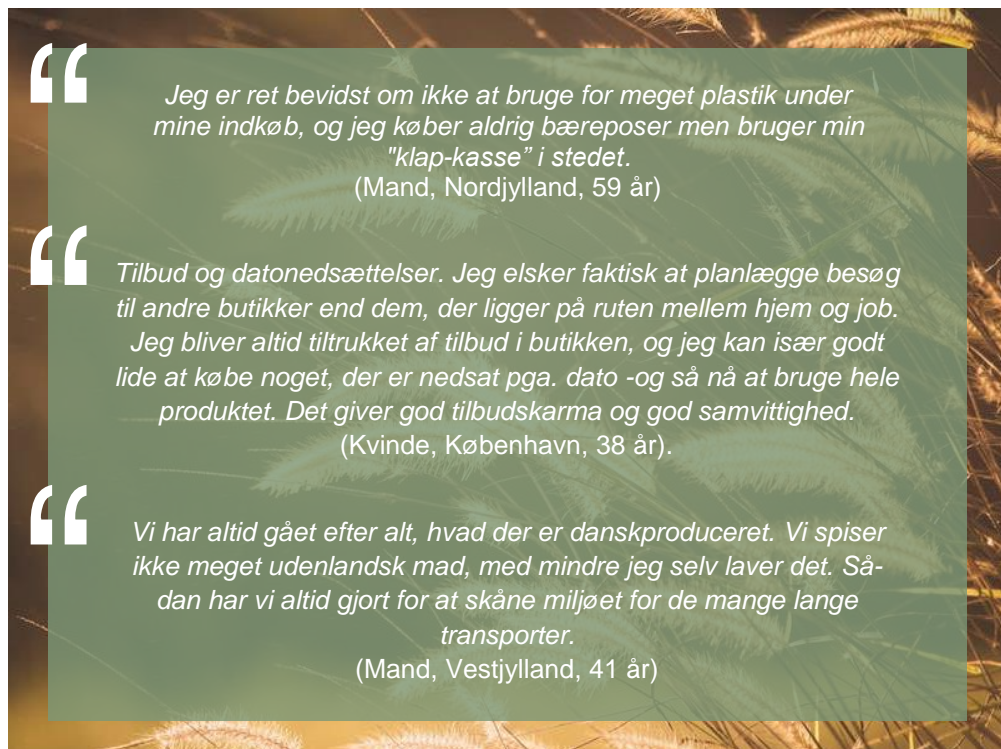 “
Jeg er ret bevidst om ikke at bruge for meget plastik under
mine indkøb, og jeg køber aldrig bæreposer men bruger min
"klap-kasse” i stedet.
(Mand, Nordjylland, 59 år)
“
Tilbud og datonedsættelser. Jeg elsker faktisk at planlægge besøg
til andre butikker end dem, der ligger på ruten mellem hjem og job.
Jeg bliver altid tiltrukket af tilbud i butikken, og jeg kan især godt
lide at købe noget, der er nedsat pga. dato -og så nå at bruge hele
produktet. Det giver god tilbudskarma og god samvittighed.
(Kvinde, København, 38 år).
“
Vi har altid gået efter alt, hvad der er danskproduceret. Vi spiser
ikke meget udenlandsk mad, med mindre jeg selv laver det. Så-
dan har vi altid gjort for at skåne miljøet for de mange lange
transporter.
(Mand, Vestjylland, 41 år)